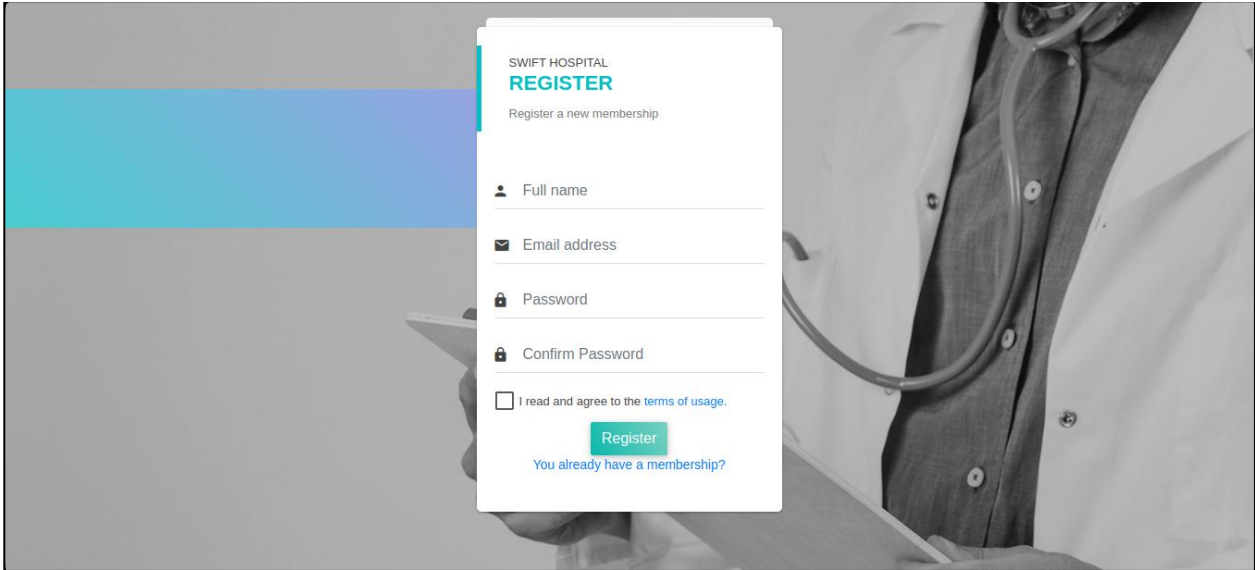 SWIFT HOSPITAL
REGISTER
Register a new membership
Full name
Email address
Password
Confirm Password
I read and agree to the terms of usage.
Register
You already have a membership?